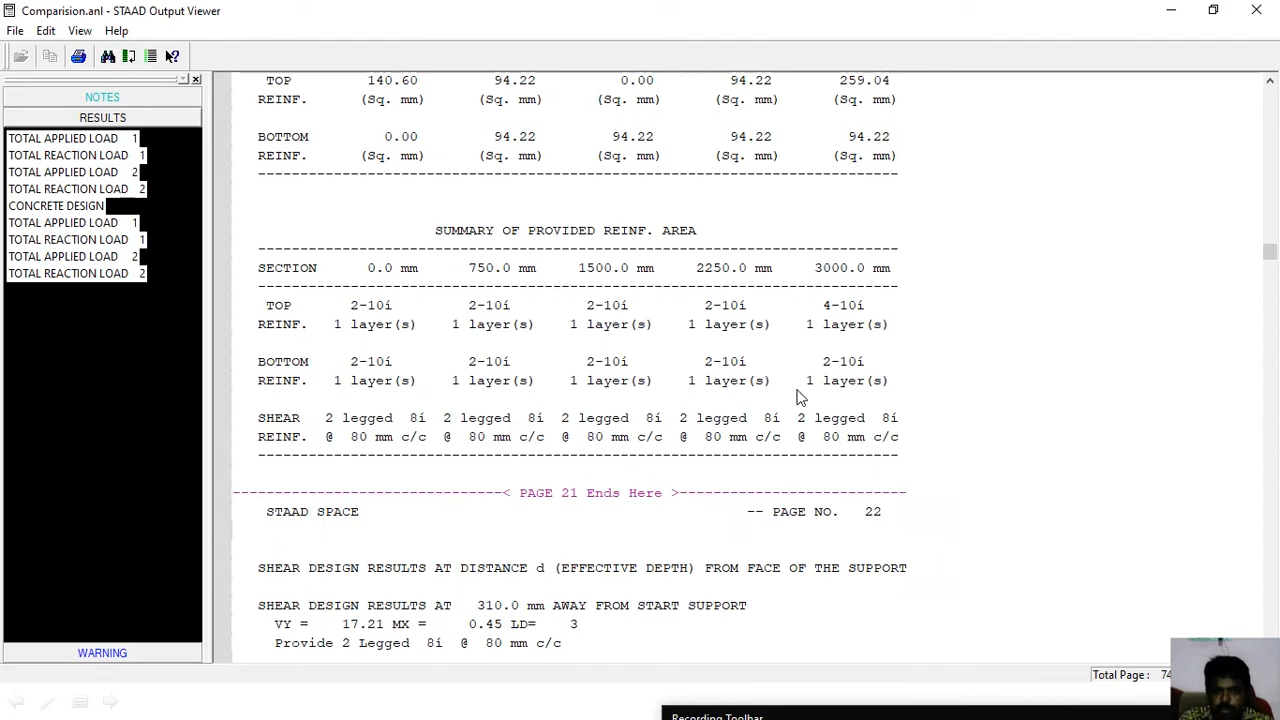 Comparision.anl - STAAD Output Viewer
File Edit View Help
NOTES
RESULTS
TOTAL APPLIED LOAD 1
TOTAL REACTION LOAD 1
TOTAL APPLIED LOAD 2
TOTAL REACTION LOAD 2
CONCRETE DESIGN
TOTAL APPLIED LOAD 1
TOTAL REACTION LOAD 1
TOTAL APPLIED LOAD 2
TOTAL REACTION LOAD 2
WARNING
TOP 140.60 94.22 0.00 94.22 259.04
REINF. (Sq. mm) (Sq. mm) (Sq. mm) (Sq. mm) (Sq. mm)
BOTTOM 0.00 94.22 94.22 94.22 94.22
REINF. (Sq. mm) (Sq. mm) (Sq. mm) (Sq. mm) (Sq. mm)
----------------------------------------------------------------------------
SUMMARY OF PROVIDED REINF. AREA
----------------------------------------------------------------------------
SECTION 0.0 mm 750.0 mm 1500.0 mm 2250.0 mm 3000.0 mm
----------------------------------------------------------------------------
TOP 2-10í 2-10í 2-10í 2-10í 4-10í
REINF. 1 layer(s) 1 layer(s) 1 layer(s) 1 layer(s) 1 layer(s)
BOTTOM 2-10í 2-10í 2-10í 2-10í 2-10í
REINF. 1 layer(s) 1 layer(s) 1 layer(s) 1 layer(s) 1 layer(s)
SHEAR 2 legged 8í 2 legged 8í 2 legged 8í 2 legged 8í 2 legged 8í
REINF. @ 80 mm c/c @ 80 mm c/c @ 80 mm c/c @ 80 mm c/c @ 80 mm c/c
----------------------------------------------------------------------------
--------------------------------< PAGE 21 Ends Here >---------------------------
STAAD SPACE -- PAGE NO. 22
SHEAR DESIGN RESULTS AT DISTANCE d (EFFECTIVE DEPTH) FROM FACE OF THE SUPPORT
SHEAR DESIGN RESULTS AT 310.0 mm AWAY FROM START SUPPORT
VY = 17.21 MX = 0.45 LD= 3
Provide 2 Legged 8í @ 80 mm c/c
Total Page : 74
Recording Toolbar